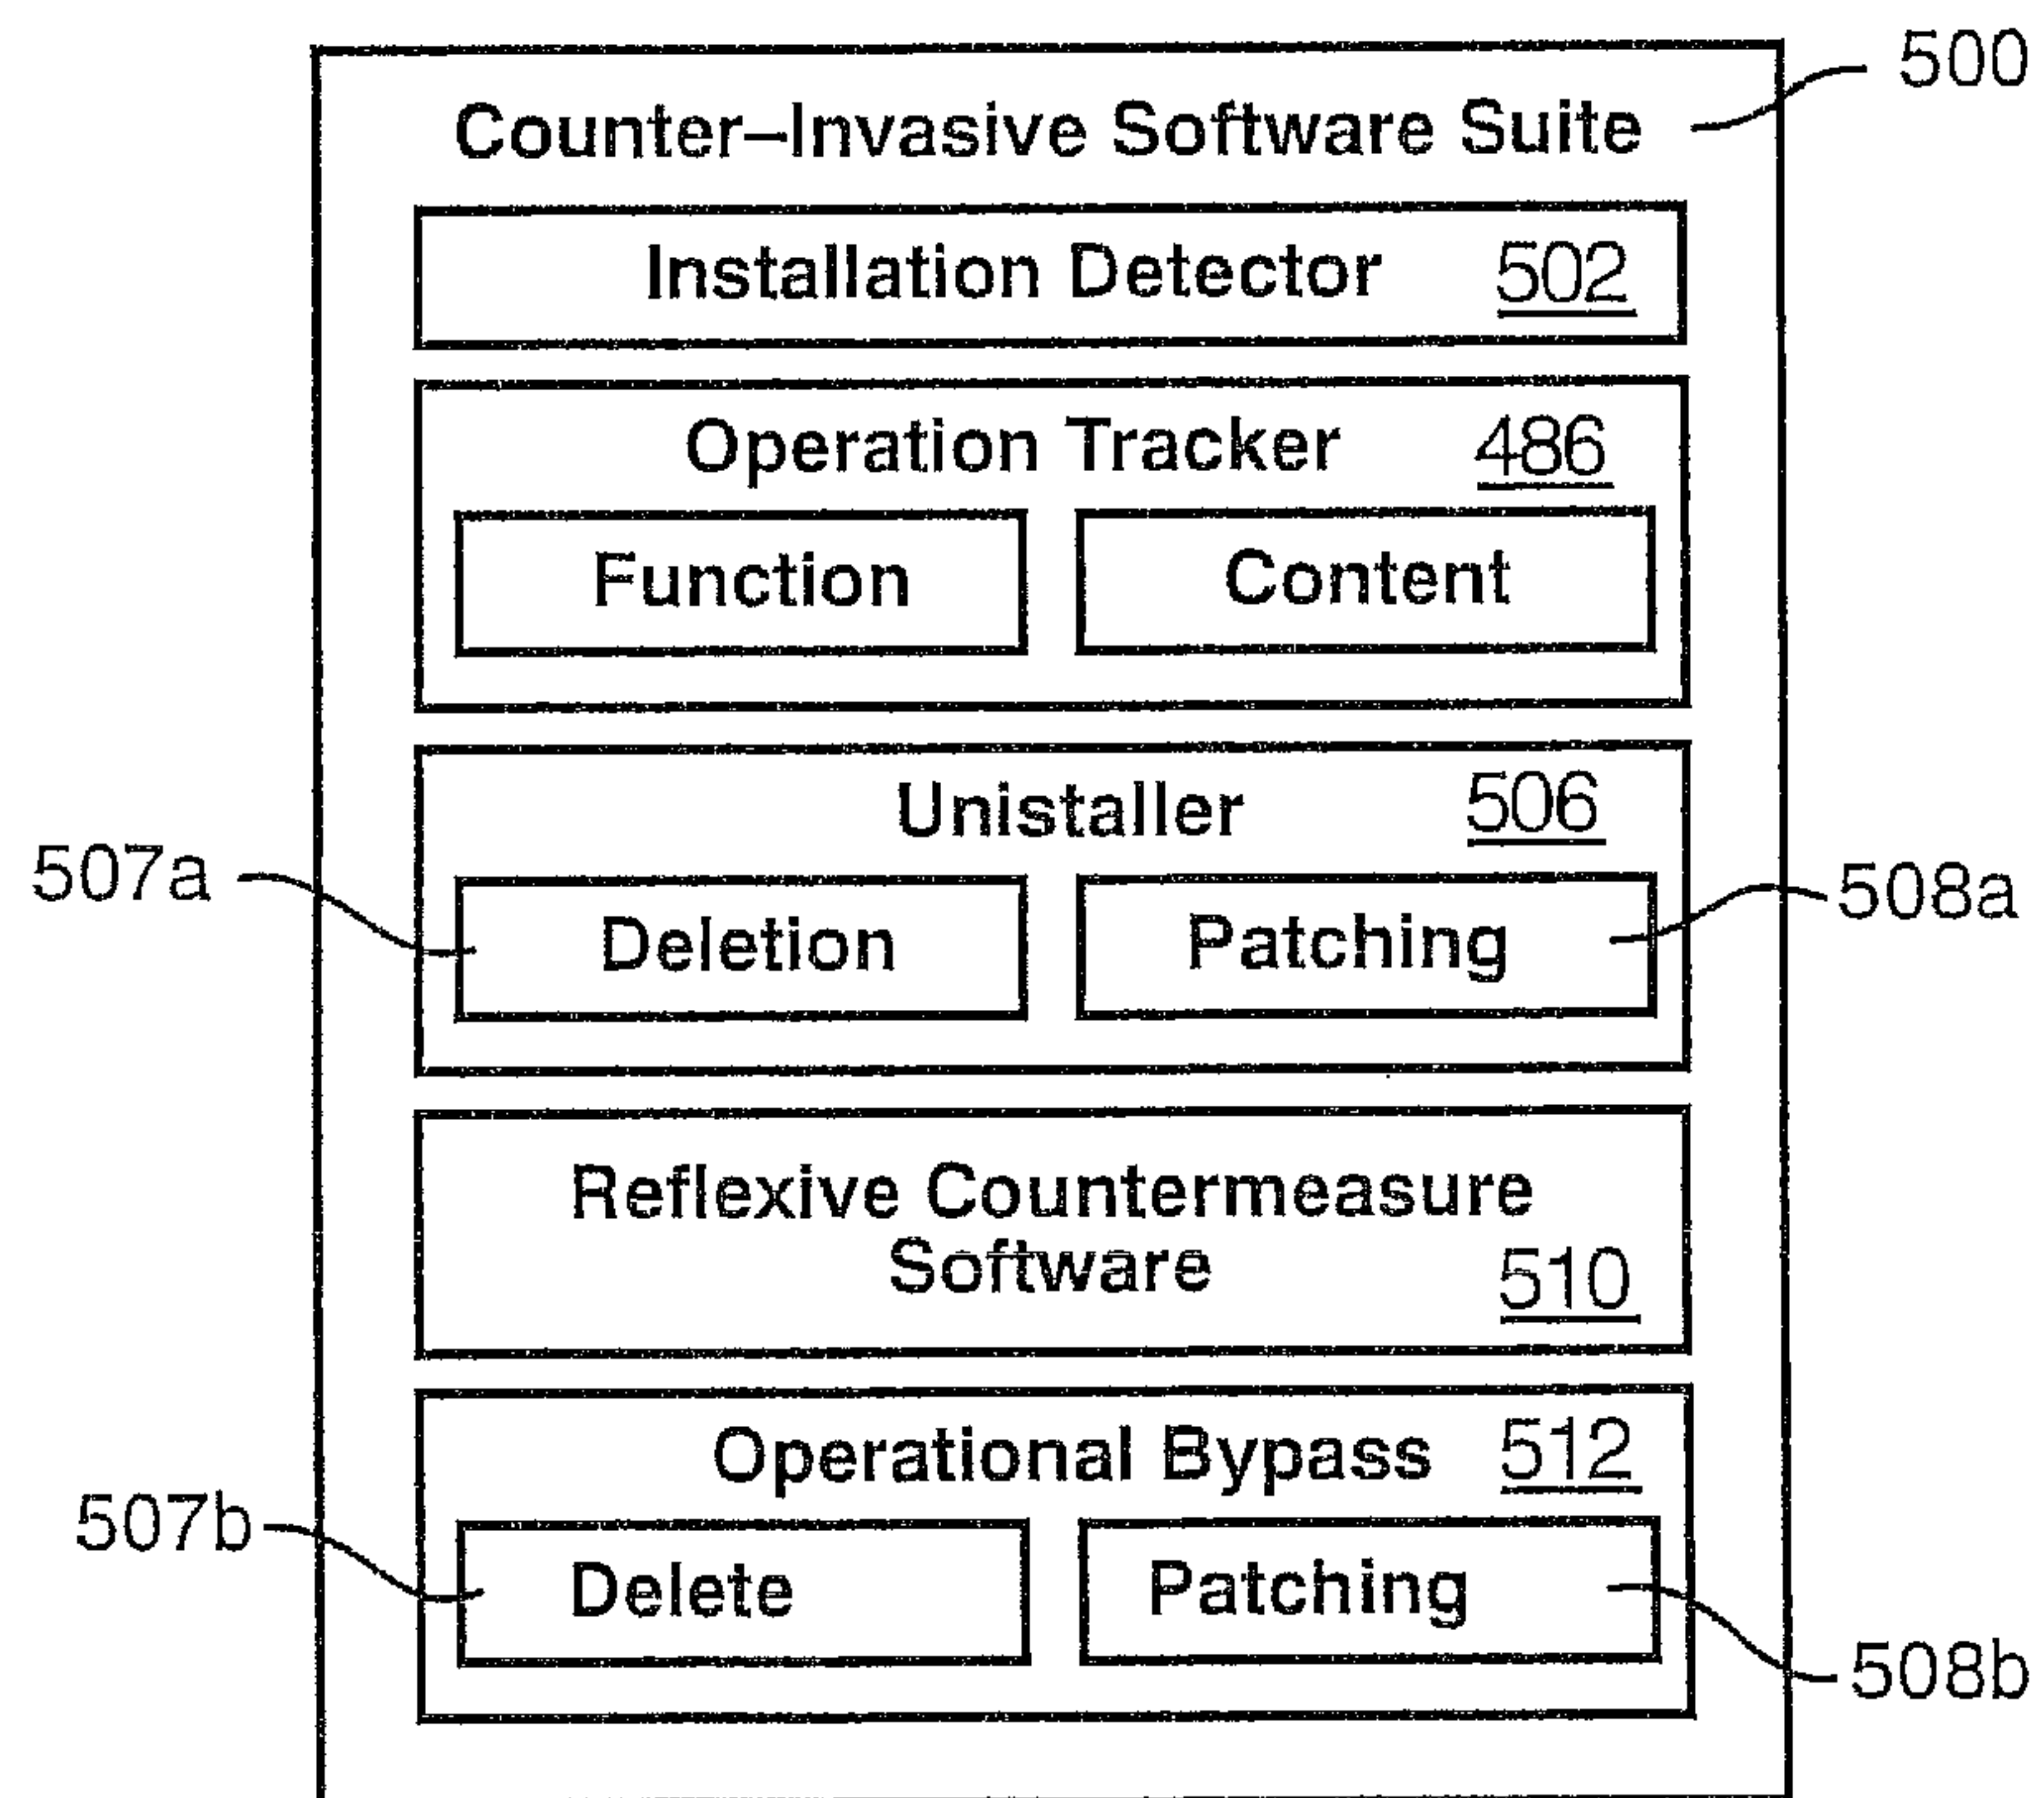 500
Counter–Invasive Software Suite
Installation Detector 502
Operation Tracker 486
Function Content
Unistaller 506
507a
508a
Deletion Patching
Reflexive Countermeasure
Software 510
Operational Bypass 512
507b
Delete Patching
508b